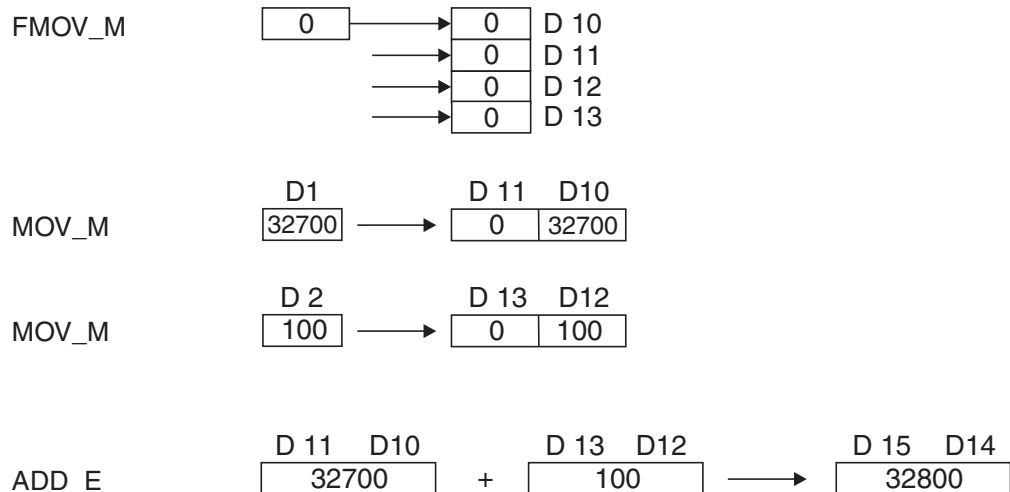 FMOV_M 0 0 D 10
0 D 11
0 D 12
0 D 13
D1 D 11 D10
MOV_M 32700 0 32700
D 2 D 13 D12
MOV_M 100 0 100
D 11 D10 D 13 D12 D 15 D14
ADD_E 32700 + 100 32800